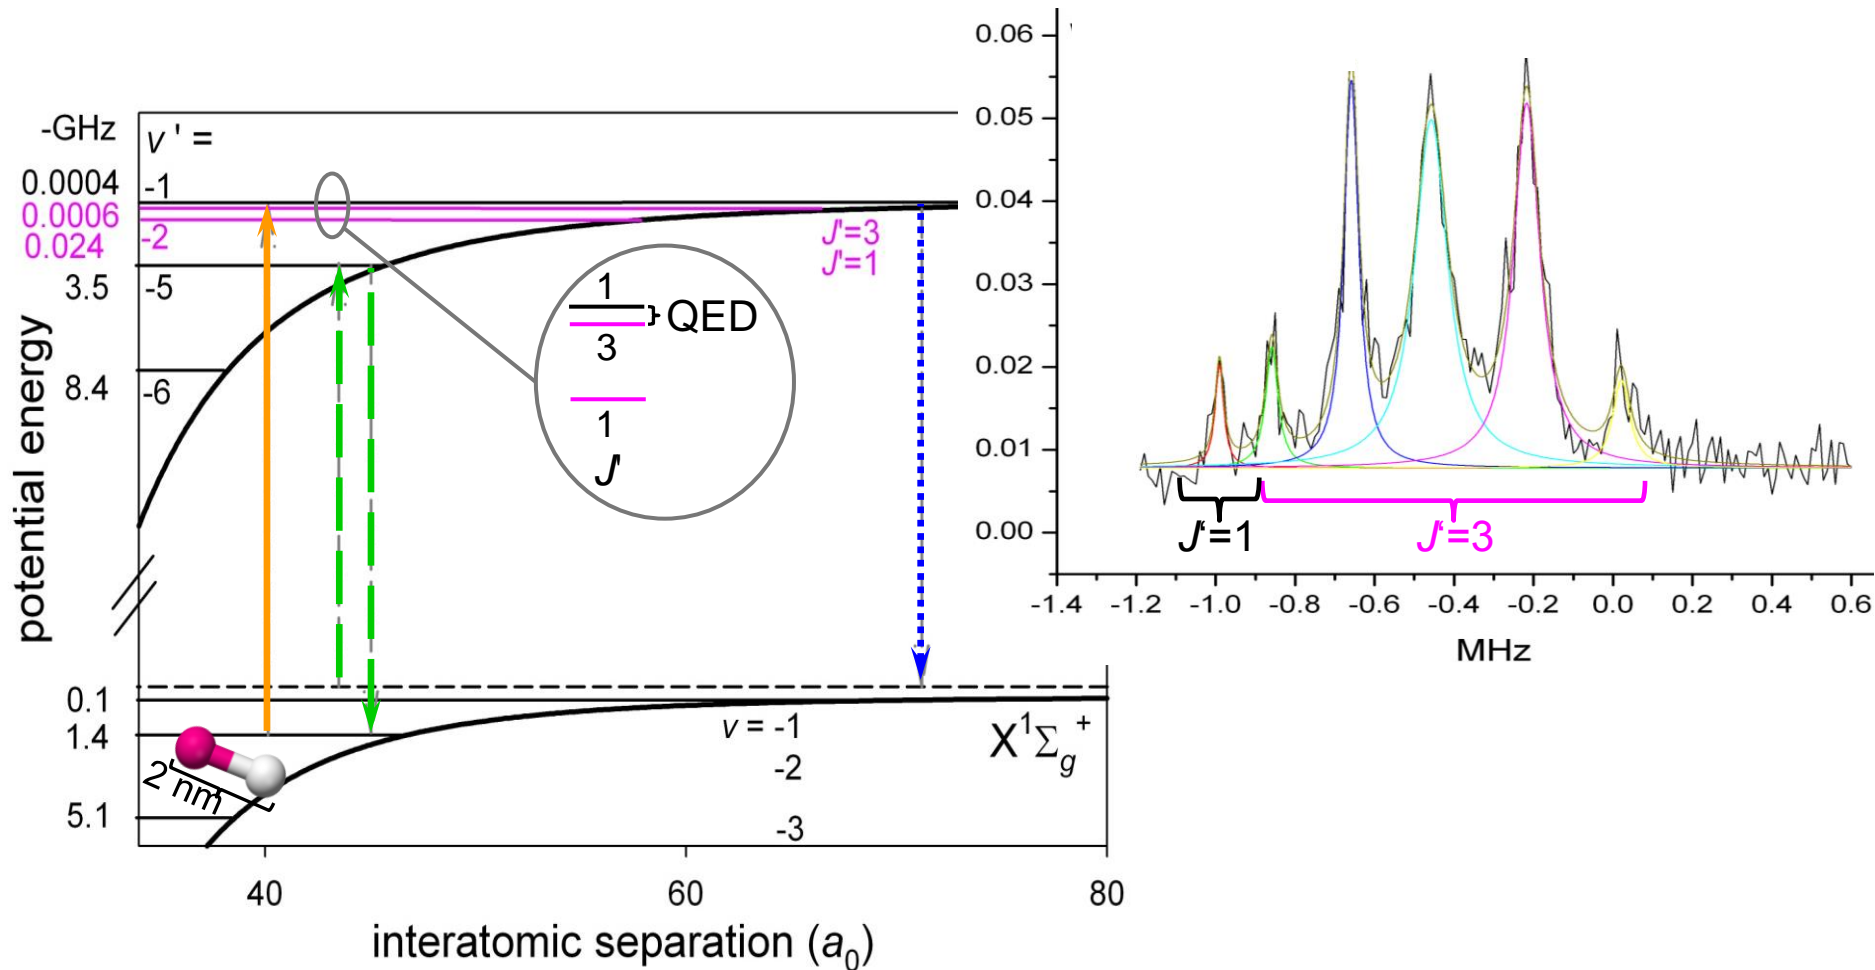 -GHz
v ' =
0.0004
-1
0.0006
0.024
-2
3.5
-5
8.4
-6
J'=3
J'=1
1
QED
3
1
J'
potential energy
0.1
1.4
5.1
v = -1
-2
-3
X¹Σg⁺
2 nm
40
60
80
interatomic separation (a₀)
0.06
0.05
0.04
0.03
0.02
0.01
0.00
J'=1
J'=3
-1.4
-1.2
-1.0
-0.8
-0.6
-0.4
-0.2
0.0
0.2
0.4
0.6
MHz